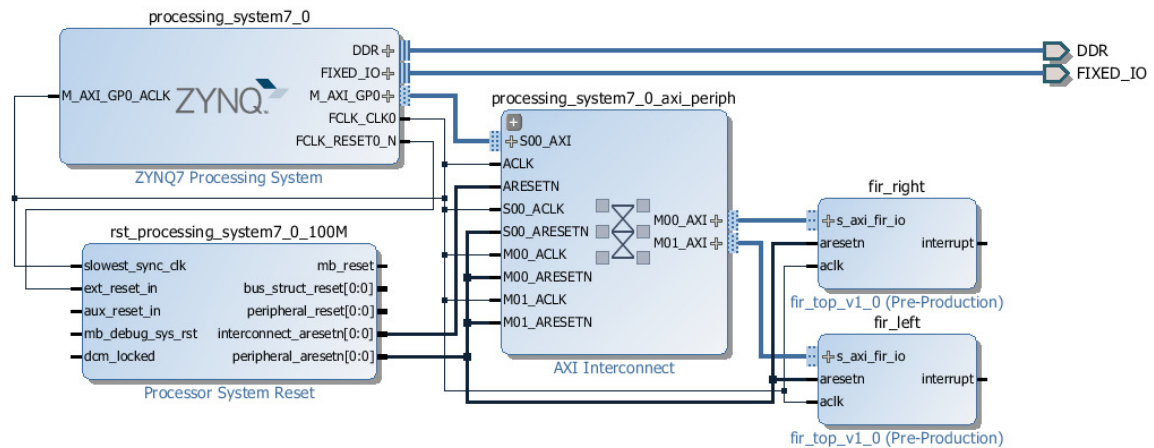 processing_system7_0
DDR
FIXED_IO
M_AXI_GP0_ACLK
ZYNQ
M_AXI_GP0
FCLK_CLK0
FCLK_RESET0_N
ZYNQ7 Processing System
DDR
FIXED_IO
processing_system7_0_axi_periph
S00_AXI
ACLK
ARESETN
S00_ACLK
S00_ARESETN
M00_ACLK
M00_ARESETN
M01_ACLK
M01_ARESETN
M00_AXI
M01_AXI
AXI Interconnect
rst_processing_system7_0_100M
slowest_sync_clk
ext_reset_in
aux_reset_in
mb_debug_sys_rst
dcm_locked
mb_reset
bus_struct_reset[0:0]
peripheral_reset[0:0]
interconnect_aresetn[0:0]
peripheral_aresetn[0:0]
Processor System Reset
fir_right
s_axi_fir_io
aresetn
aclk
interrupt
fir_top_v1_0 (Pre-Production)
fir_left
s_axi_fir_io
aresetn
aclk
interrupt
fir_top_v1_0 (Pre-Production)